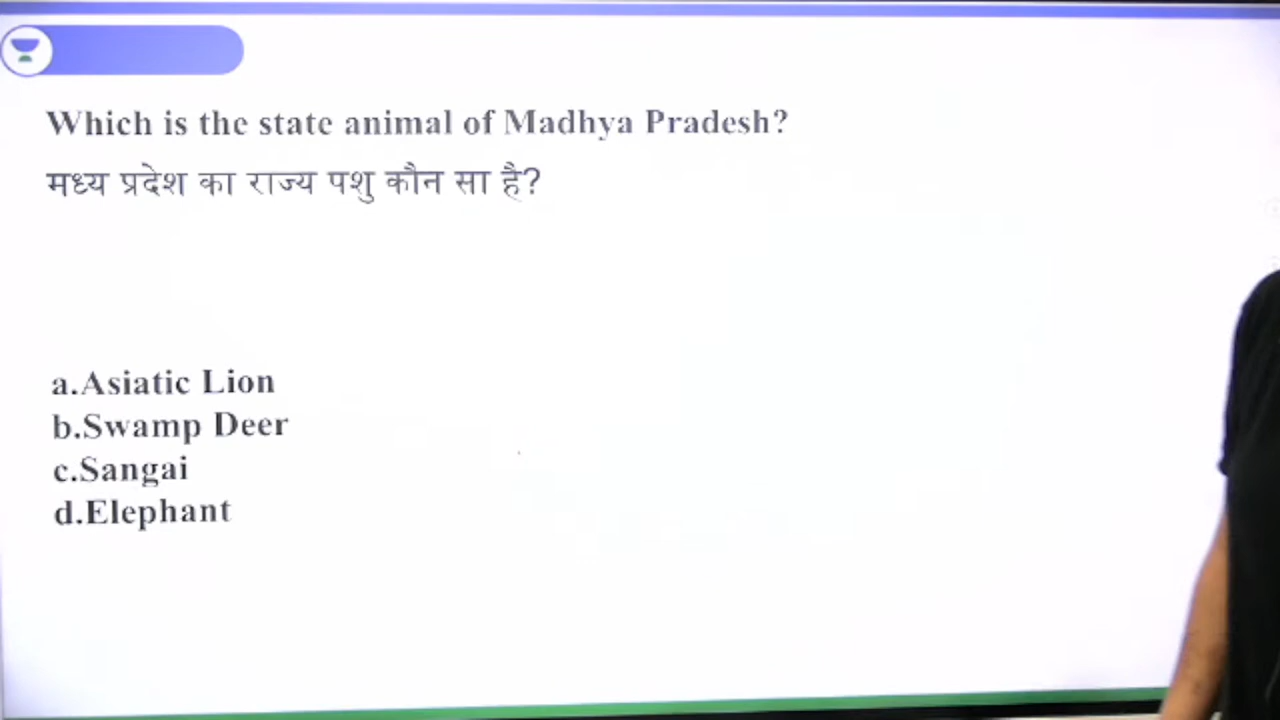 Which is the state animal of Madhya Pradesh?
मध्य प्रदेश का राज्य पशु कौन सा है?
a.Asiatic Lion
b.Swamp Deer
c.Sangai
d.Elephant